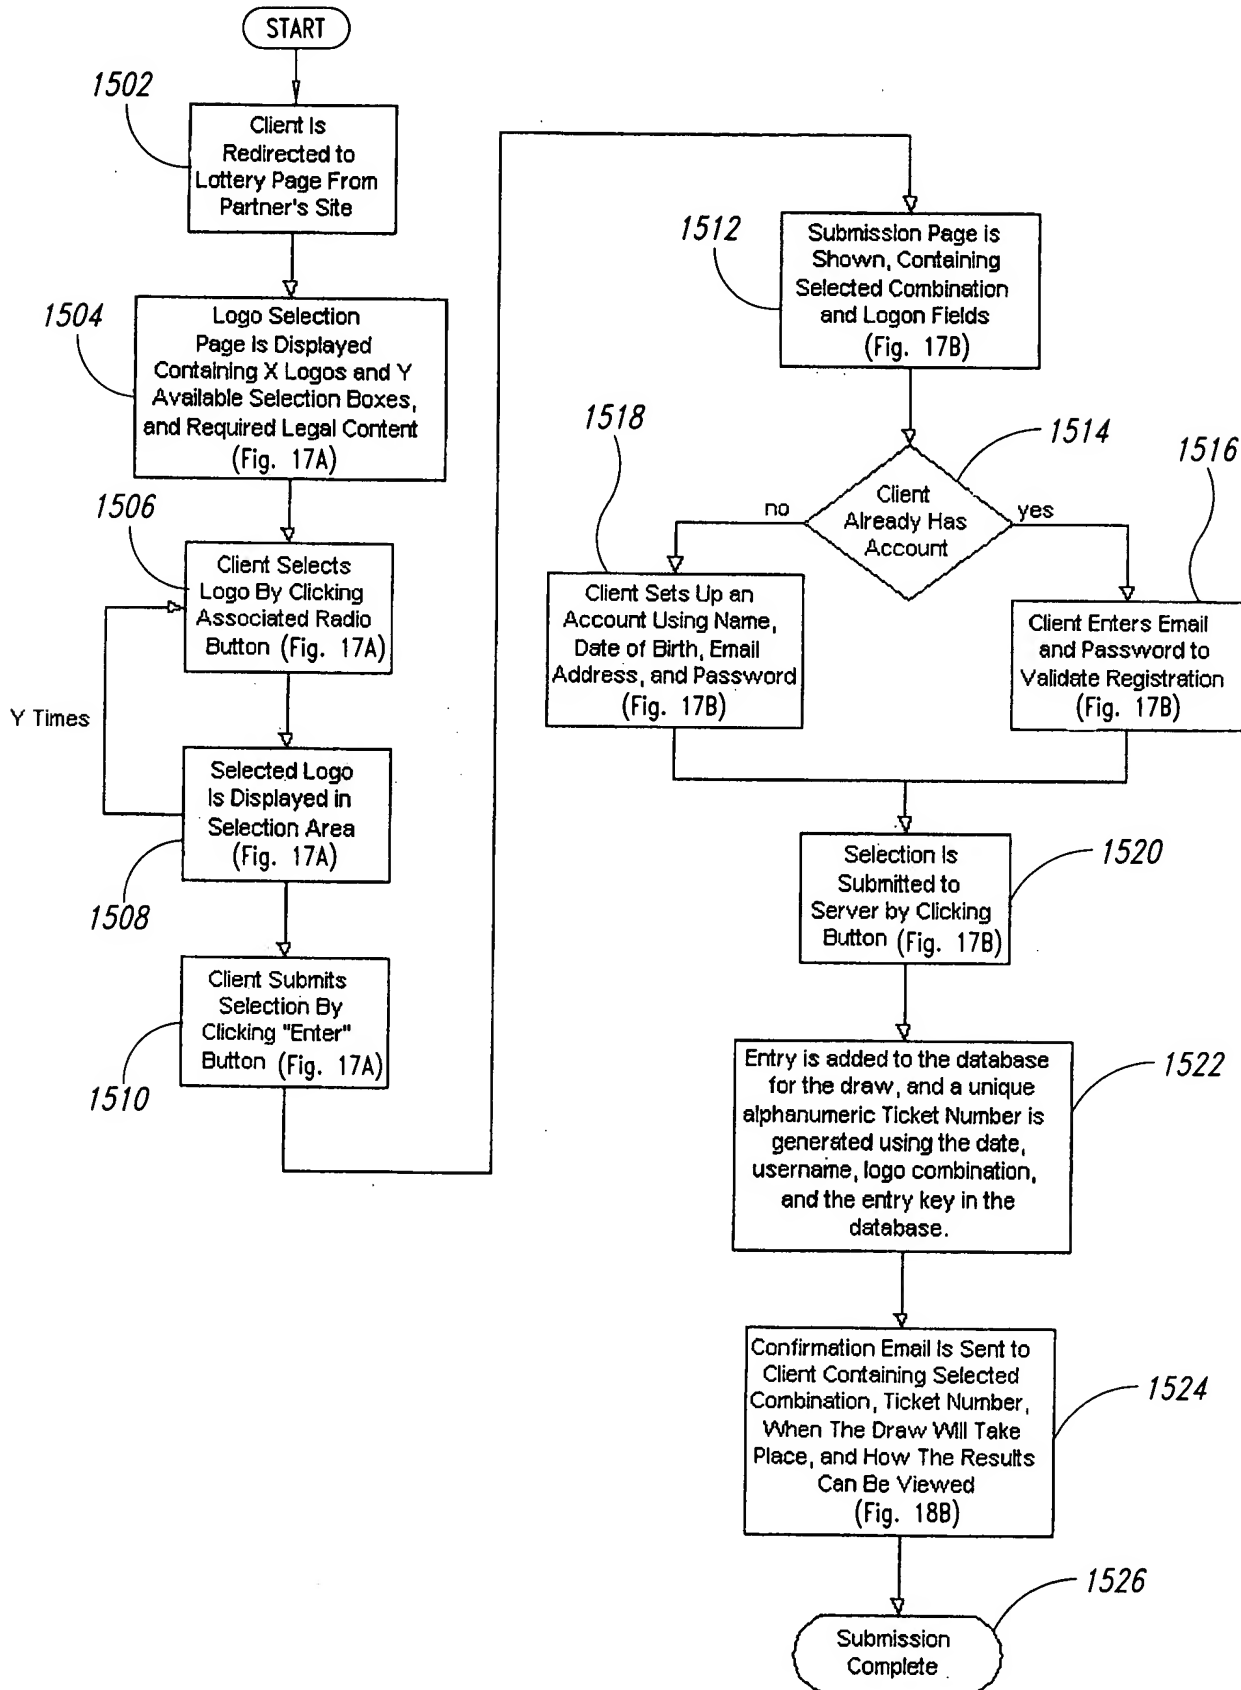 START
1502
Client Is
Redirected to
Lottery Page From
Partner's Site
1504
Logo Selection
Page Is Displayed
Containing X Logos and Y
Available Selection Boxes,
and Required Legal Content
(Fig. 17A)
1506
Client Selects
Logo By Clicking
Associated Radio
Button (Fig. 17A)
Y Times
Selected Logo
Is Displayed in
Selection Area
(Fig. 17A)
1508
Client Submits
Selection By
Clicking "Enter"
Button (Fig. 17A)
1510
1512
Submission Page is
Shown, Containing
Selected Combination
and Logon Fields
(Fig. 17B)
1514
Client
Already Has
Account
no
yes
1518
Client Sets Up an
Account Using Name,
Date of Birth, Email
Address, and Password
(Fig. 17B)
1516
Client Enters Email
and Password to
Validate Registration
(Fig. 17B)
1520
Selection Is
Submitted to
Server by Clicking
Button (Fig. 17B)
1522
Entry is added to the database
for the draw, and a unique
alphanumeric Ticket Number is
generated using the date,
username, logo combination,
and the entry key in the
database.
1524
Confirmation Email Is Sent to
Client Containing Selected
Combination, Ticket Number,
When The Draw Will Take
Place, and How The Results
Can Be Viewed
(Fig. 18B)
1526
Submission
Complete